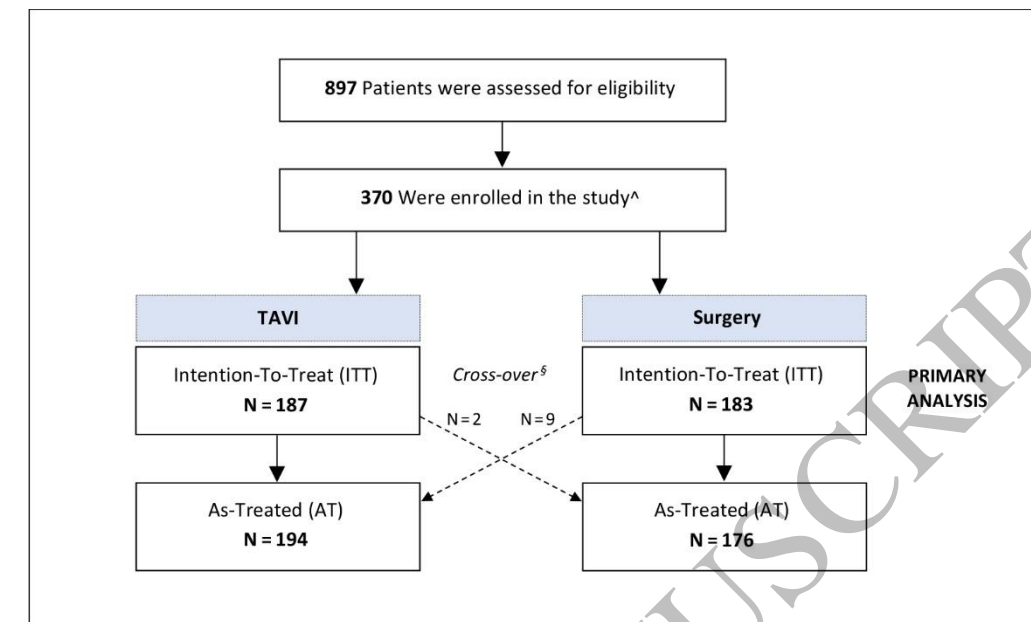 897 Patients were assessed for eligibility
370 Were enrolled in the study^
TAVI
Surgery
Intention-To-Treat (ITT)
N = 187
Cross-over§
N=2
N=9
Intention-To-Treat (ITT)
N = 183
PRIMARY
ANALYSIS
As-Treated (AT)
N = 194
As-Treated (AT)
N = 176
USCRIPT